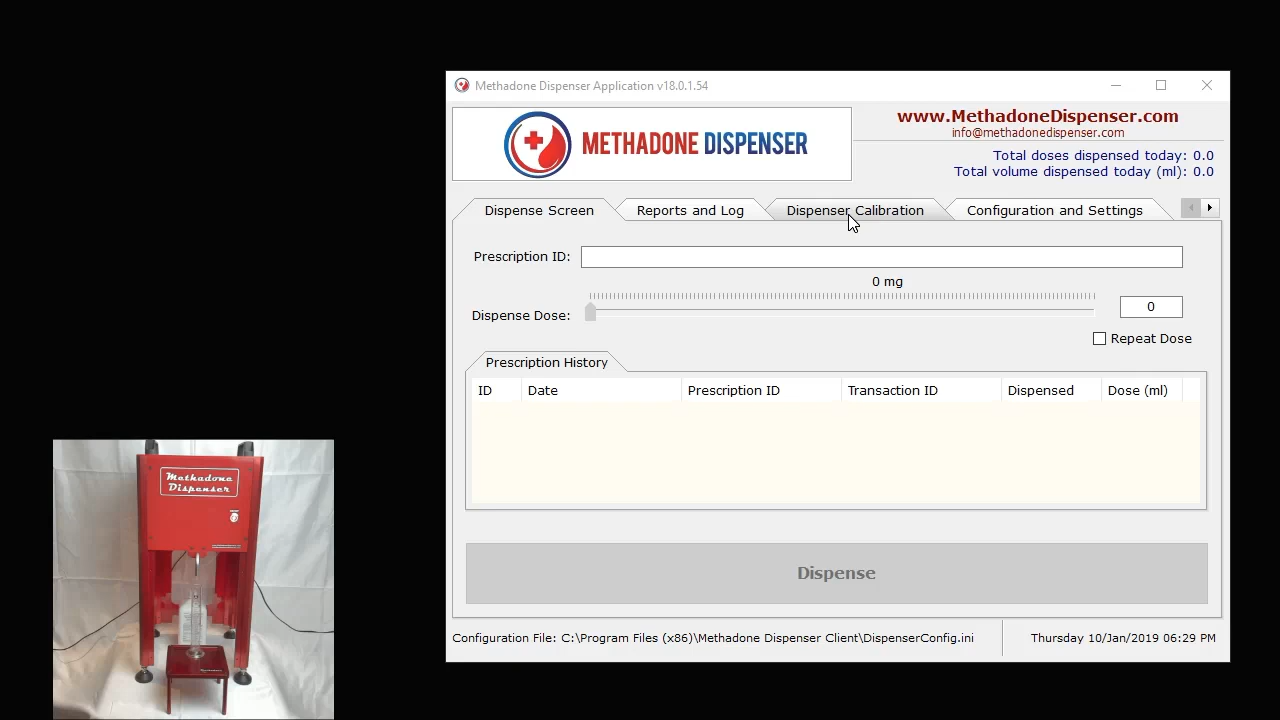 Methadone Dispenser Application v18.0.1.54
METHADONE DISPENSER
www.MethadoneDispenser.com
info@methadonedispenser.com
Total doses dispensed today: 0.0
Total volume dispensed today (ml): 0.0
Dispense Screen
Reports and Log
Dispenser Calibration
Configuration and Settings
Prescription ID:
0 mg
Dispense Dose:
0
Repeat Dose
Prescription History
ID Date Prescription ID Transaction ID Dispensed Dose (ml)
Dispense
Configuration File: C:\Program Files (x86)\Methadone Dispenser Client\DispenserConfig.ini
Thursday 10/Jan/2019 06:29 PM
Methadone
Dispenser